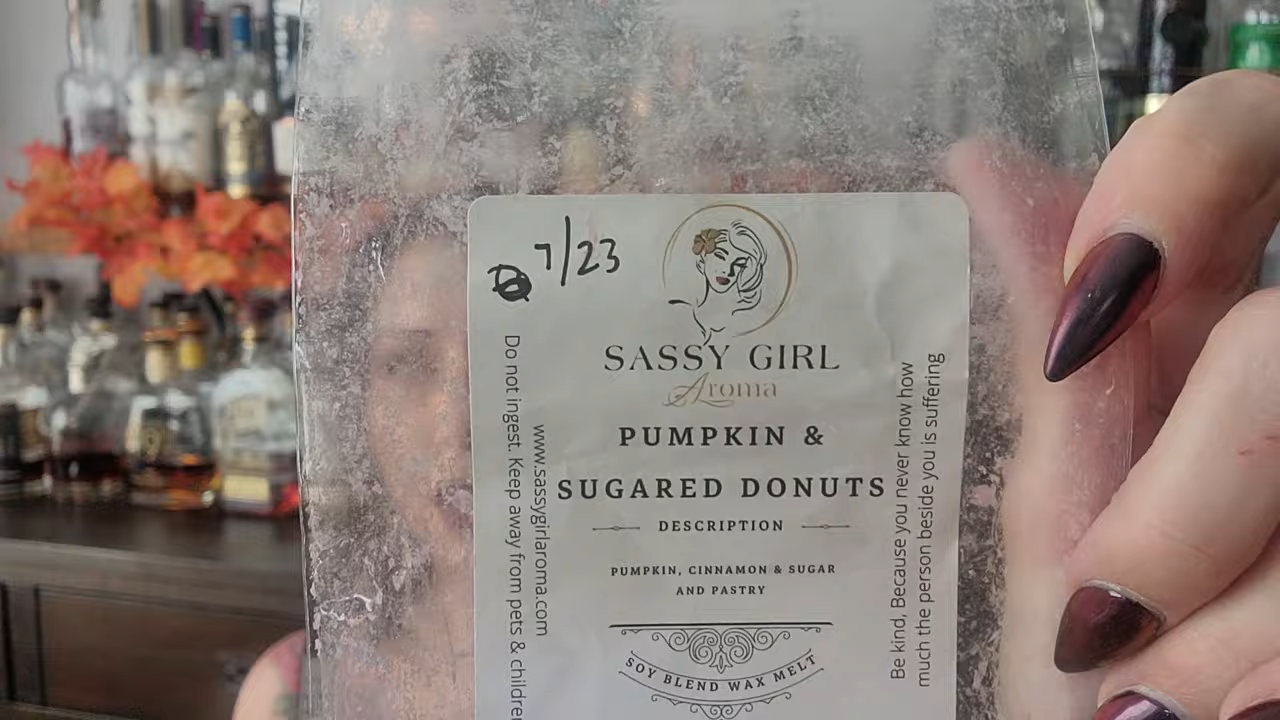 7/23
SASSY GIRL
Aroma
PUMPKIN &
SUGARED DONUTS
DESCRIPTION
PUMPKIN, CINNAMON & SUGAR
AND PASTRY
SOY BLEND WAX MELT
Do not ingest. Keep away from pets & childre
www.sassygirlaroma.com
Be kind, Because you never know how
much the person beside you is suffering